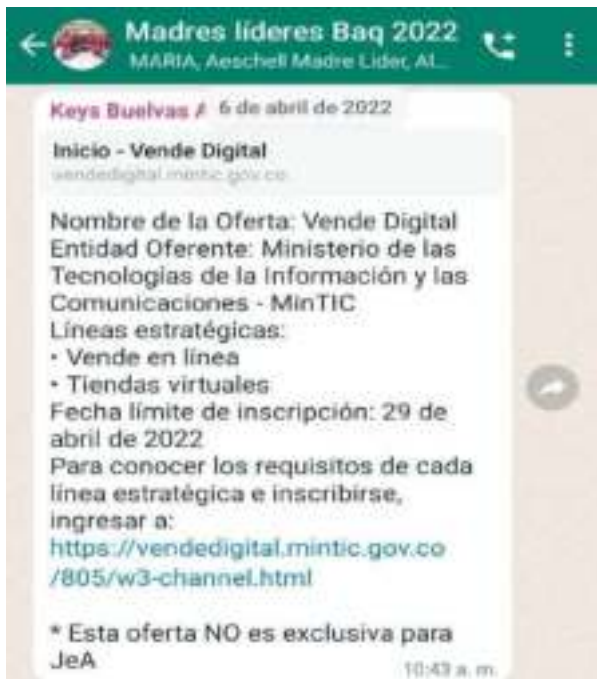 Madres líderes Baq 2022
MARIA, Aeschell Madre Lider, Al...
Keys Buelvas A
6 de abril de 2022
Inicio - Vende Digital
vendedigital.mintic.gov.co
Nombre de la Oferta: Vende Digital
Entidad Oferente: Ministerio de las
Tecnologías de la Información y las
Comunicaciones - MinTIC
Líneas estratégicas:
• Vende en línea
• Tiendas virtuales
Fecha límite de inscripción: 29 de
abril de 2022
Para conocer los requisitos de cada
línea estratégica e inscribirse,
ingresar a:
https://vendedigital.mintic.gov.co
/805/w3-channel.html
* Esta oferta NO es exclusiva para
JeA
10:43 a. m.